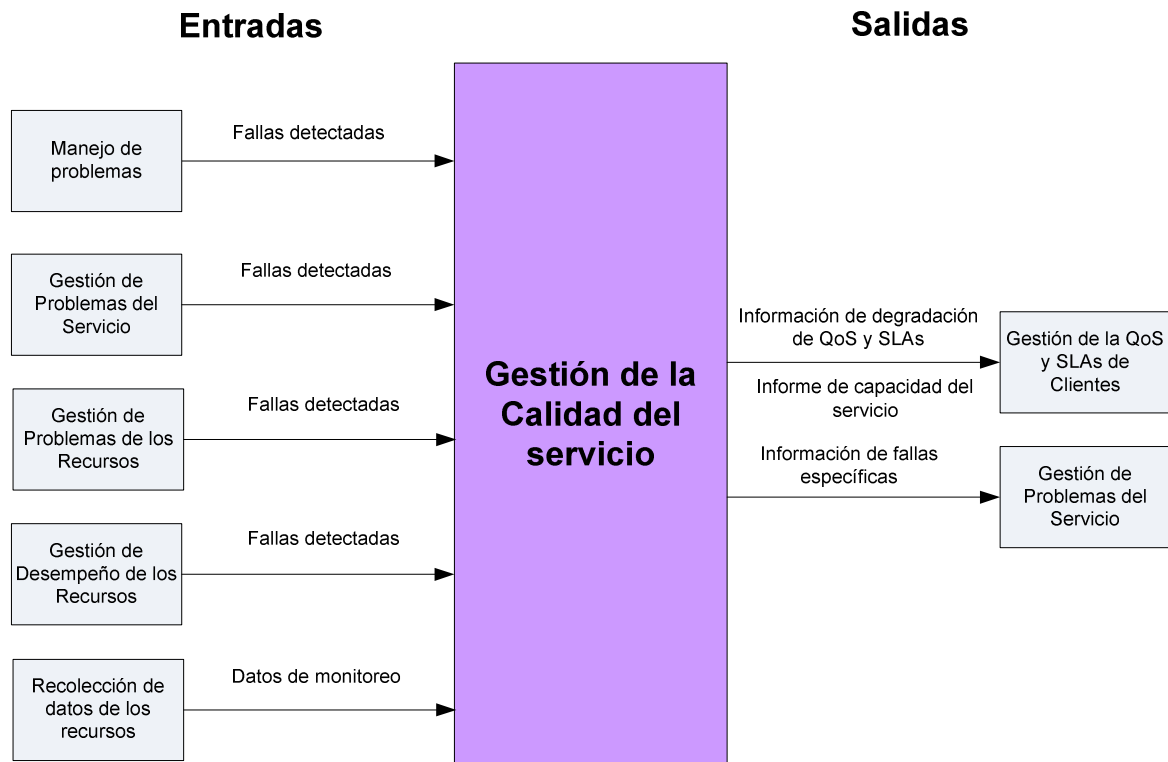 Entradas
Salidas
Manejo de
problemas
Fallas detectadas
Gestión de
Problemas del
Servicio
Fallas detectadas
Gestión de
Problemas de los
Recursos
Fallas detectadas
Gestión de
Desempeño de los
Recursos
Fallas detectadas
Recolección de
datos de los
recursos
Datos de monitoreo
Gestión de la
Calidad del
servicio
Información de degradación
de QoS y SLAs
Informe de capacidad del
servicio
Gestión de la QoS
y SLAs de
Clientes
Información de fallas
específicas
Gestión de
Problemas del
Servicio